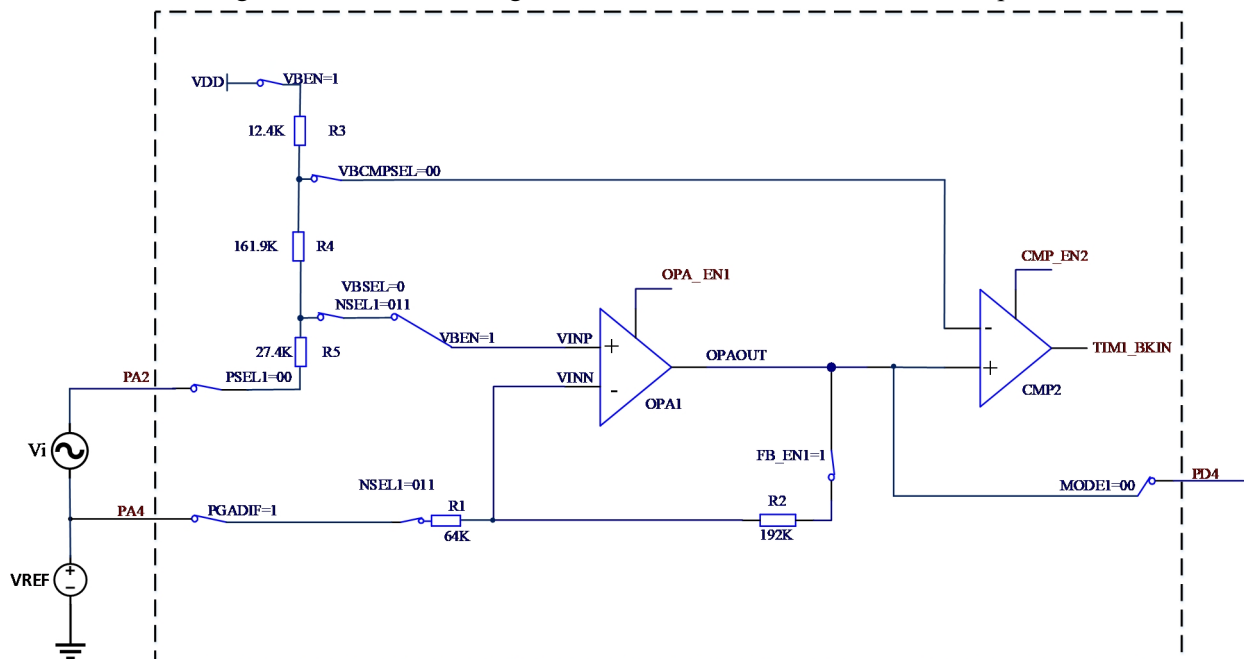 VDD
VBEN=1
12.4K
R3
VBCMPSEL=00
161.9K
R4
VBSEL=0
NSEL1=011
VBEN=1
27.4K
R5
PA2
PSEL1=00
OPA_EN1
VINP
+
VINN
-
OPA1
OPAOUT
CMP_EN2
-
+
CMP2
TIM1_BKIN
Vi
FB_EN1=1
NSEL1=011
PA4
PGADIF=1
R1
64K
R2
192K
MODE1=00
PD4
VREF
+
-